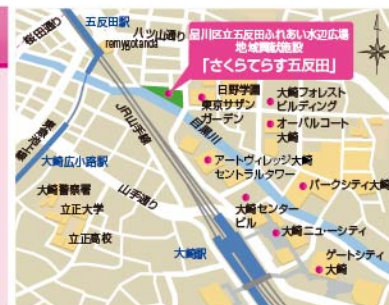 五反田駅
八ツ山通り
remygotanda
品川区立五反田ふれあい水辺広場
地域貢献施設
「さくらてらす五反田」
桜田通り
日野学園
東京サザン
ガーデン
大崎フォレスト
ビルディング
オーバルコート
大崎
目黒川
JR山手線
東急池上線
大崎広小路駅
アートヴィレッジ大崎
セントラルタワー
パークシティ大崎
山手通り
大崎警察署
立正大学
立正高校
大崎センター
ビル
大崎ニュー・シティ
大崎駅
ゲートシティ
大崎